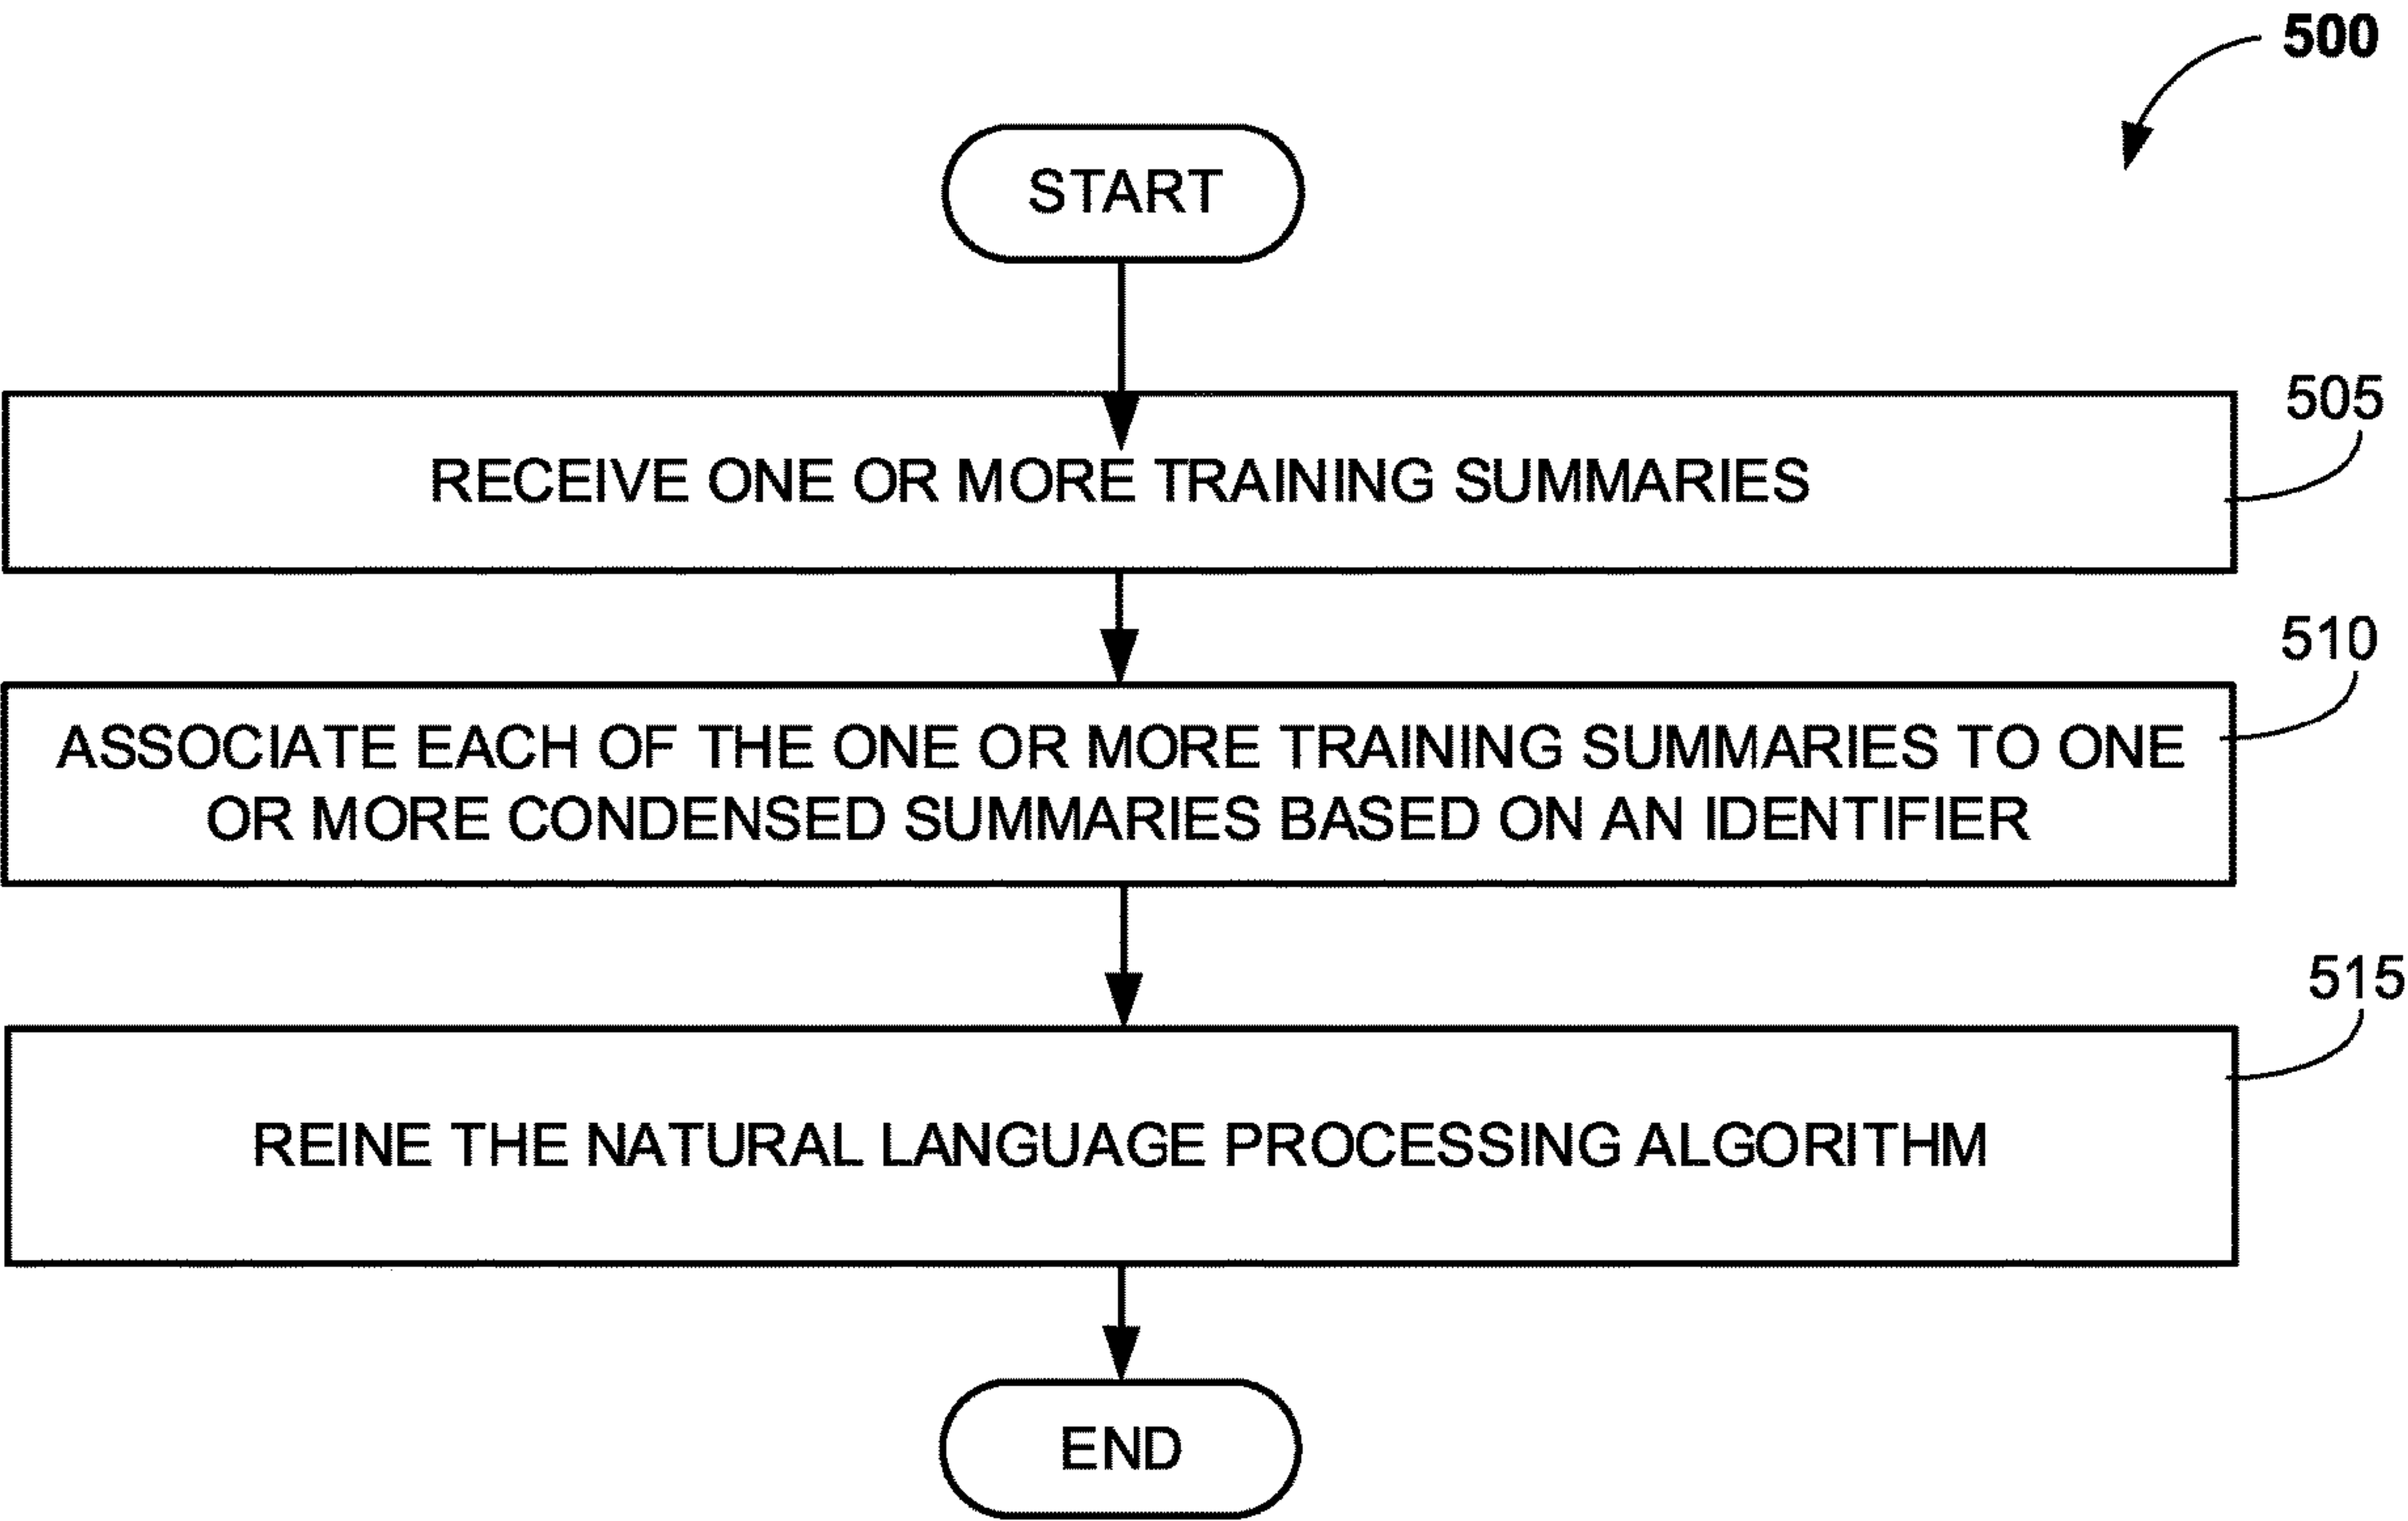 500
START
505
RECEIVE ONE OR MORE TRAINING SUMMARIES
510
ASSOCIATE EACH OF THE ONE OR MORE TRAINING SUMMARIES TO ONE
OR MORE CONDENSED SUMMARIES BASED ON AN IDENTIFIER
515
REINE THE NATURAL LANGUAGE PROCESSING ALGORITHM
END